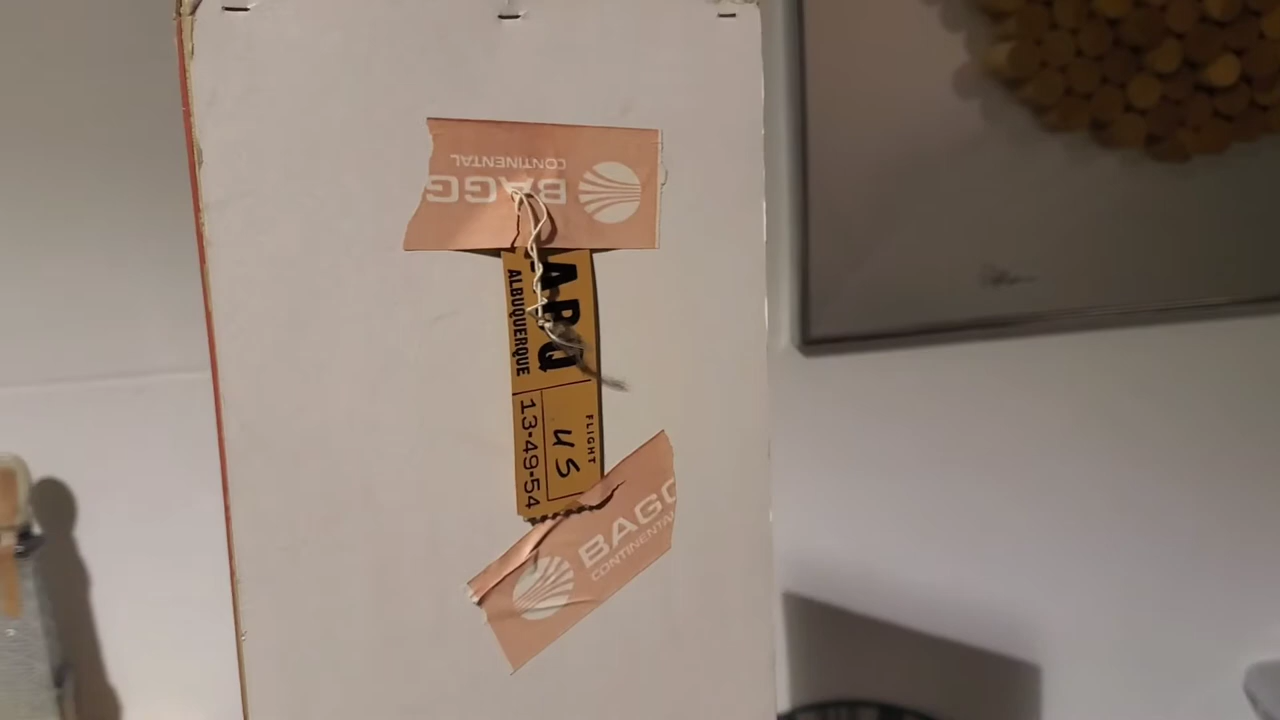 CONTINENTAL
BAGG
ABQ
ALBUQUERQUE
FLIGHT
US
13-49-54
BAGG
CONTINENTAL